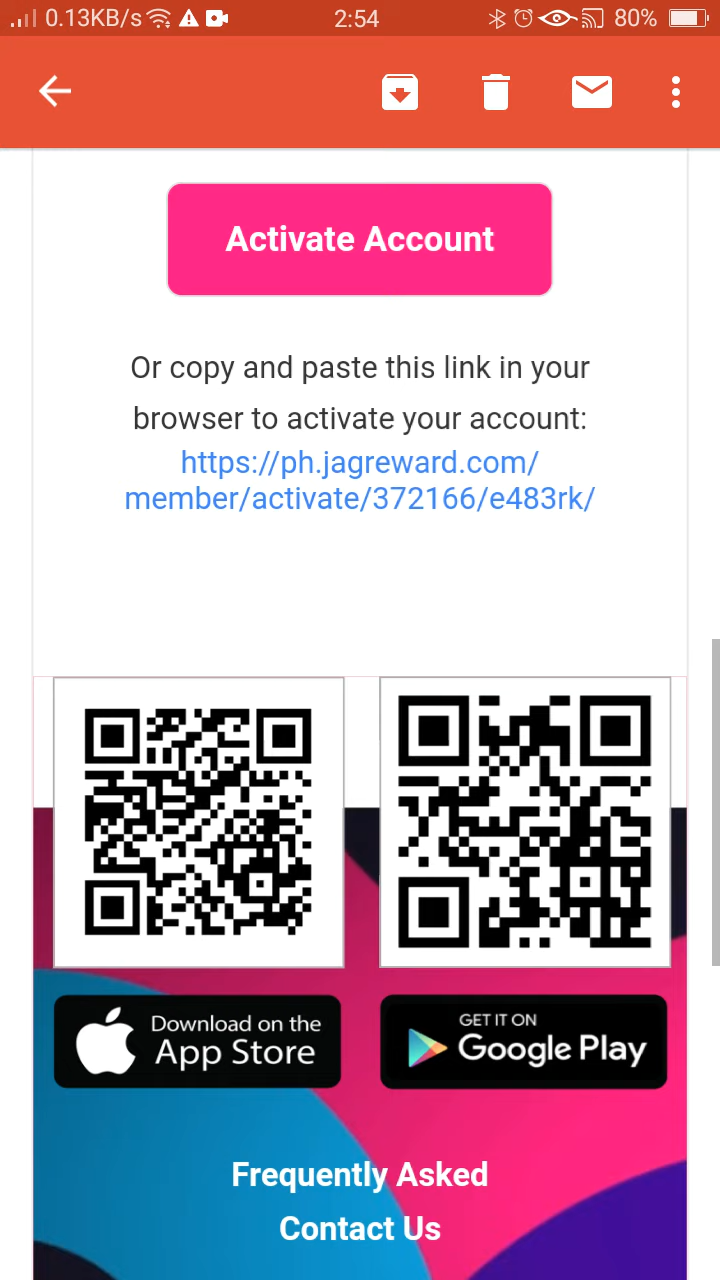 0.13KB/s 2:54 80%
Activate Account
Or copy and paste this link in your
browser to activate your account:
https://ph.jagreward.com/
member/activate/372166/e483rk/
Download on the
App Store
GET IT ON
Google Play
Frequently Asked
Contact Us